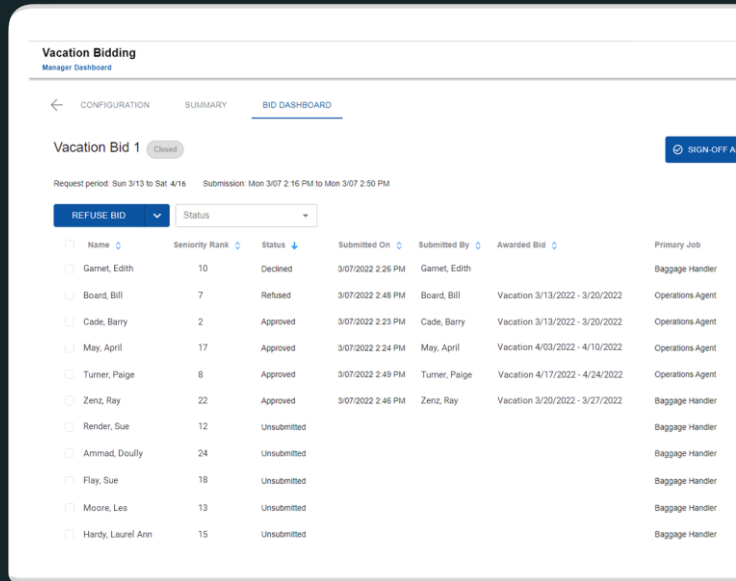 Vacation Bidding
Manager Dashboard
CONFIGURATION SUMMARY BID DASHBOARD
Vacation Bid 1 Closed
SIGN-OFF A
Request period: Sun 3/13 to Sat 4/16 Submission: Mon 3/07 2:16 PM to Mon 3/07 2:50 PM
REFUSE BID Status
Name Seniority Rank Status Submitted On Submitted By Awarded Bid Primary Job
Garnet, Edith 10 Declined 3/07/2022 2:26 PM Garnet, Edith Baggage Handler
Board, Bill 7 Refused 3/07/2022 2:48 PM Board, Bill Vacation 3/13/2022 - 3/20/2022 Operations Agent
Cade, Barry 2 Approved 3/07/2022 2:23 PM Cade, Barry Vacation 3/13/2022 - 3/20/2022 Operations Agent
May, April 17 Approved 3/07/2022 2:24 PM May, April Vacation 4/03/2022 - 4/10/2022 Operations Agent
Turner, Paige 8 Approved 3/07/2022 2:49 PM Turner, Paige Vacation 4/17/2022 - 4/24/2022 Operations Agent
Zenz, Ray 22 Approved 3/07/2022 2:46 PM Zenz, Ray Vacation 3/20/2022 - 3/27/2022 Baggage Handler
Render, Sue 12 Unsubmitted Baggage Handler
Ammad, Doully 24 Unsubmitted Baggage Handler
Flay, Sue 18 Unsubmitted Baggage Handler
Moore, Les 13 Unsubmitted Baggage Handler
Hardy, Laurel Ann 15 Unsubmitted Baggage Handler